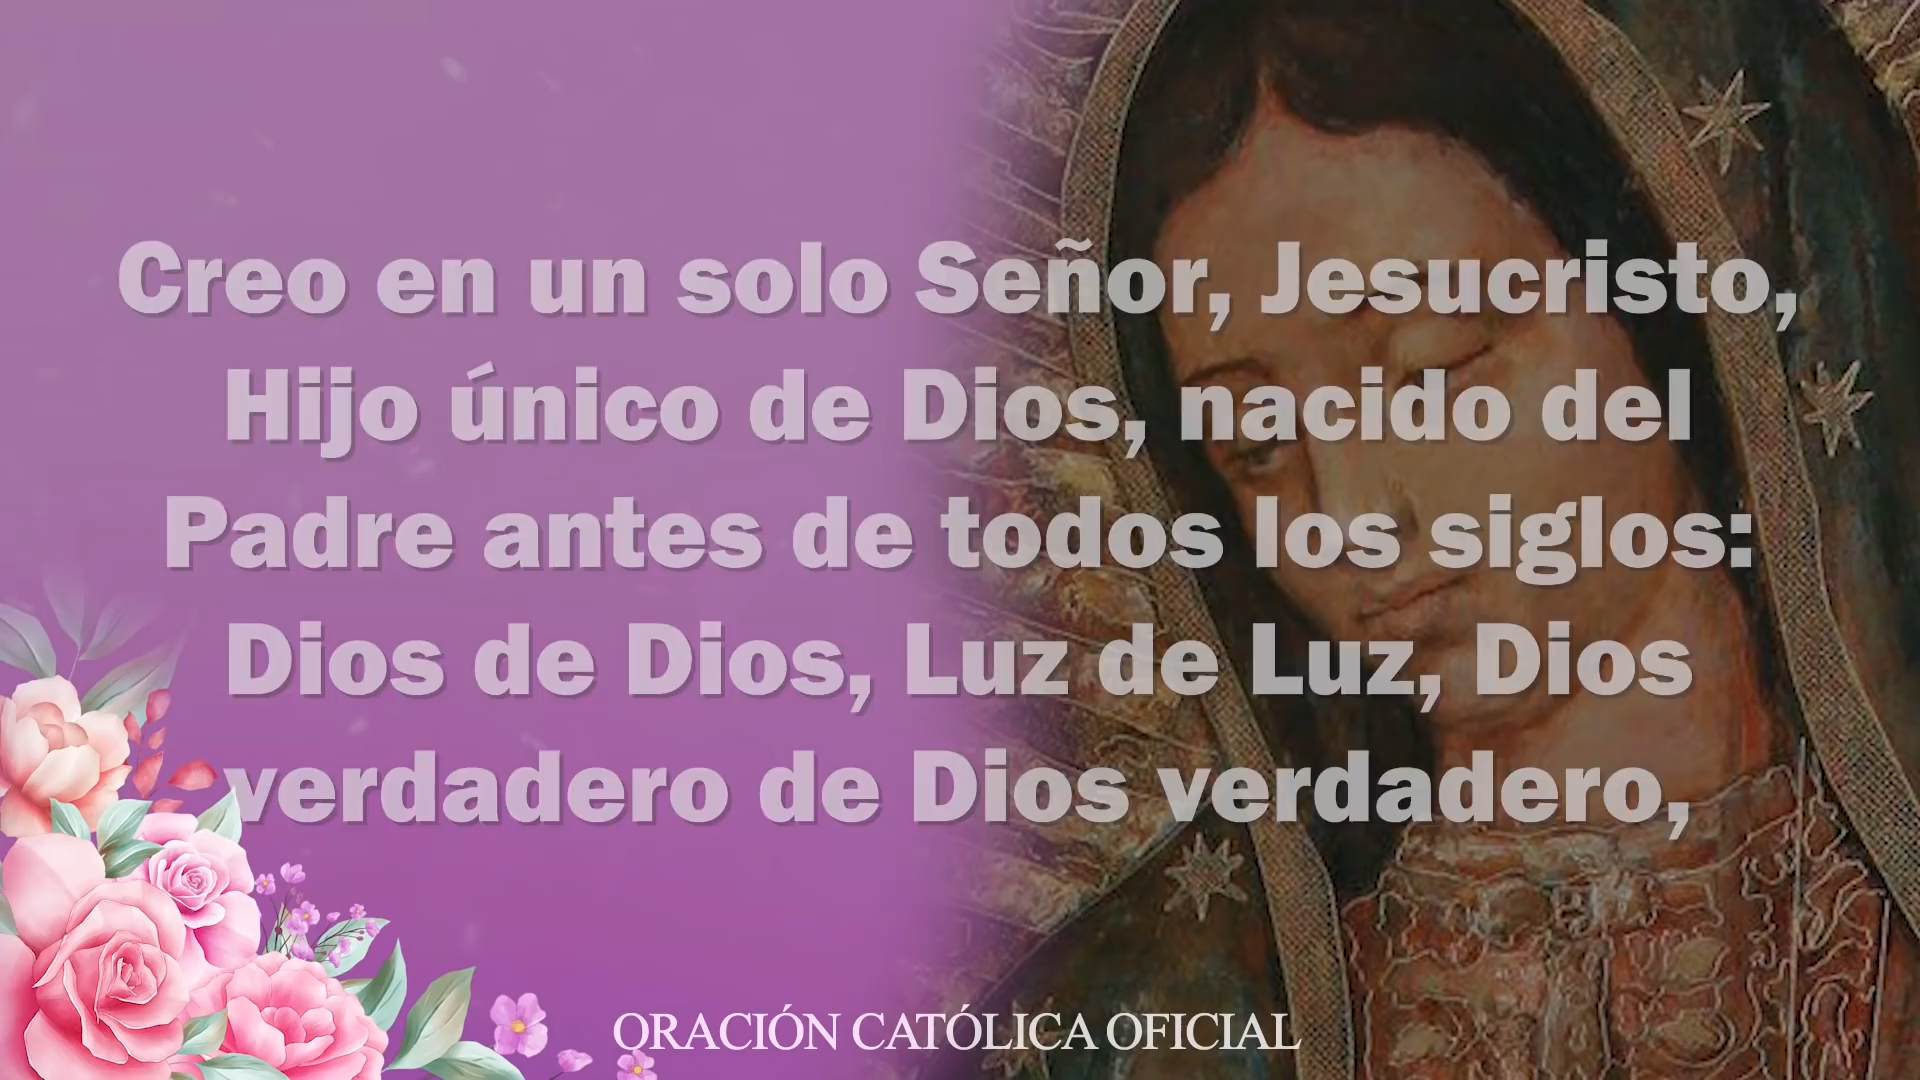 Creo en un solo Señor, Jesucristo,
Hijo único de Dios, nacido del
Padre antes de todos los siglos:
Dios de Dios, Luz de Luz, Dios
verdadero de Dios verdadero,
ORACIÓN CATÓLICA OFICIAL